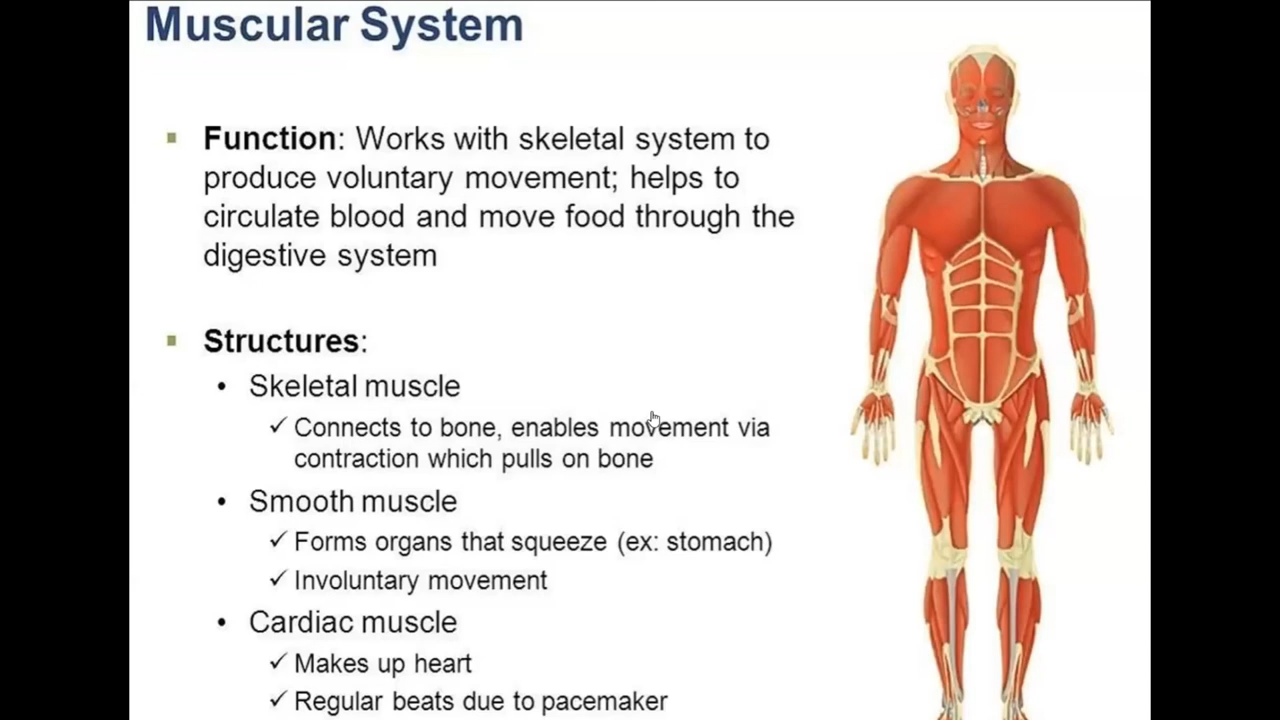 Muscular System
Function: Works with skeletal system to
produce voluntary movement; helps to
circulate blood and move food through the
digestive system
Structures:
Skeletal muscle
Connects to bone, enables movement via
contraction which pulls on bone
Smooth muscle
Forms organs that squeeze (ex: stomach)
Involuntary movement
Cardiac muscle
Makes up heart
Regular beats due to pacemaker